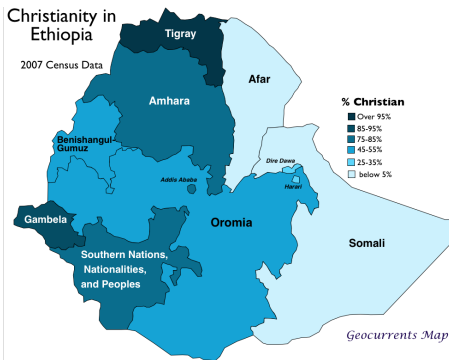 Christianity in
Ethiopia
2007 Census Data
Tigray
Afar
Amhara
% Christian
Over 95%
85-95%
75-85%
45-55%
25-35%
below 5%
Benishangul
Gumuz
Dire Dawa
Addis Ababa
Harari
Gambela
Oromia
Somali
Southern Nations,
Nationalities,
and Peoples
Geocurrents Map